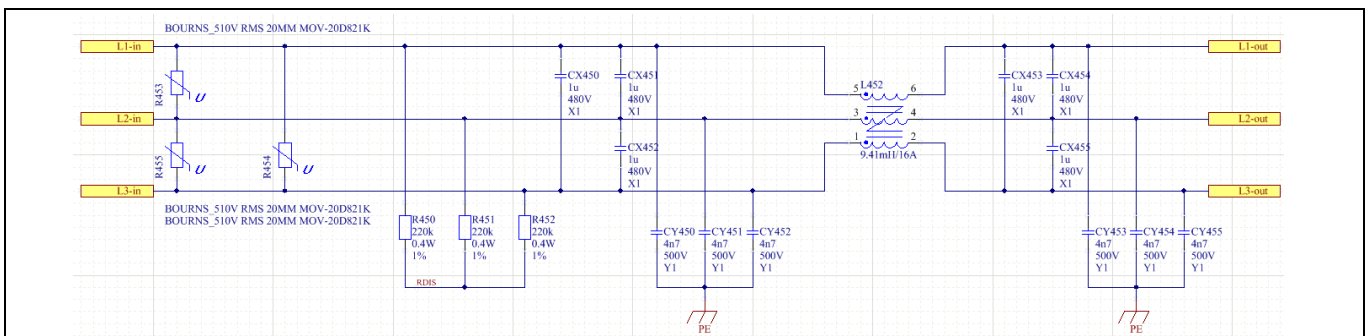 BOURNS_510V RMS 20MM MOV-20D821K
L1-in
L1-out
R453
U
CX450
1u
480V
X1
CX451
1u
480V
X1
L452
5
6
3
4
1
2
9.41mH/16A
CX453
1u
480V
X1
CX454
1u
480V
X1
L2-in
L2-out
R455
U
R454
U
CX452
1u
480V
X1
CX455
1u
480V
X1
L3-in
L3-out
BOURNS_510V RMS 20MM MOV-20D821K
BOURNS_510V RMS 20MM MOV-20D821K
R450
220k
0.4W
1%
R451
220k
0.4W
1%
R452
220k
0.4W
1%
RDIS
CY450
4n7
500V
Y1
CY451
4n7
500V
Y1
CY452
4n7
500V
Y1
CY453
4n7
500V
Y1
CY454
4n7
500V
Y1
CY455
4n7
500V
Y1
PE
PE